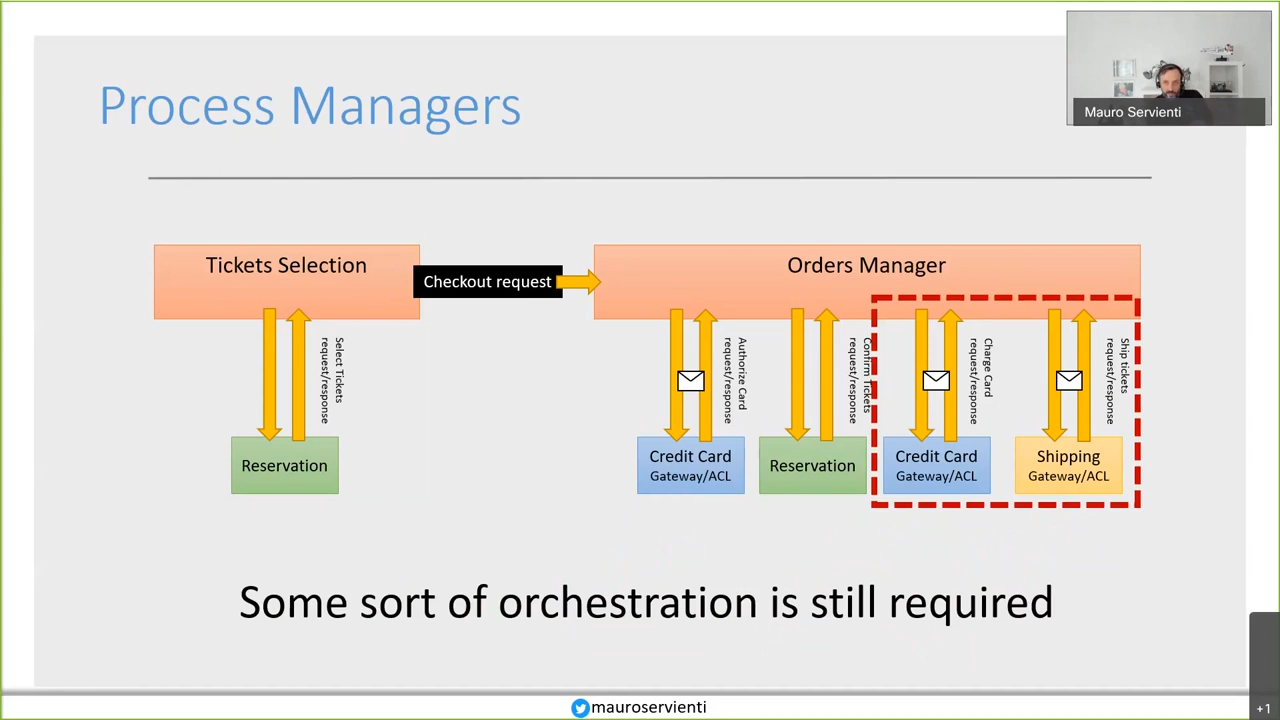 Process Managers
Mauro Servienti
Tickets Selection
Checkout request
Orders Manager
Select Tickets
request/response
Authorize Card
request/response
Confirm Tickets
request/response
Charge Card
request/response
Ship tickets
request/response
Reservation
Credit Card
Gateway/ACL
Reservation
Credit Card
Gateway/ACL
Shipping
Gateway/ACL
Some sort of orchestration is still required
mauroservienti
+1